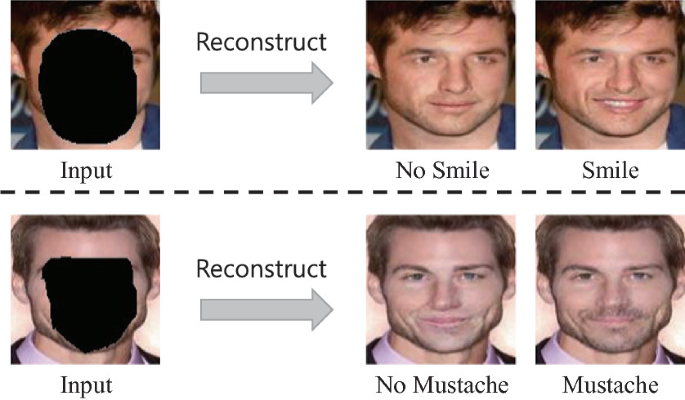 Reconstruct
Input
No Smile
Smile
Reconstruct
Input
No Mustache
Mustache